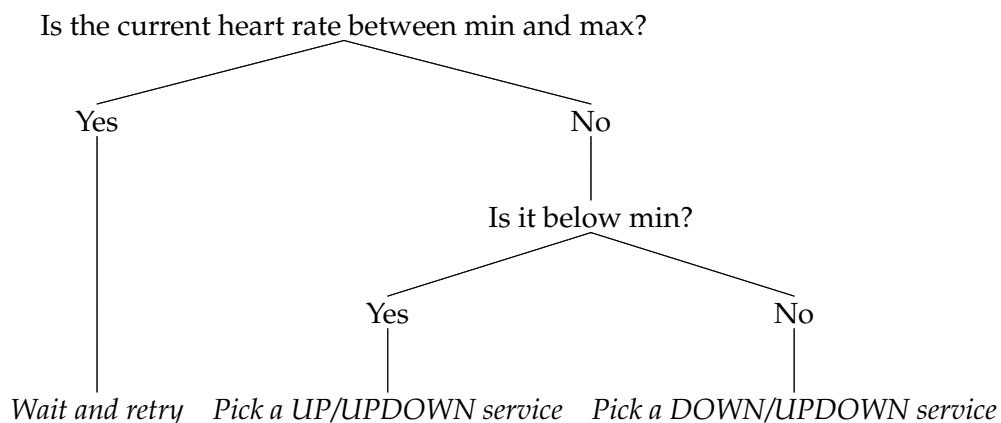 Is the current heart rate between min and max?
Yes
No
Is it below min?
Yes
No
Wait and retry
Pick a UP/UPDOWN service
Pick a DOWN/UPDOWN service